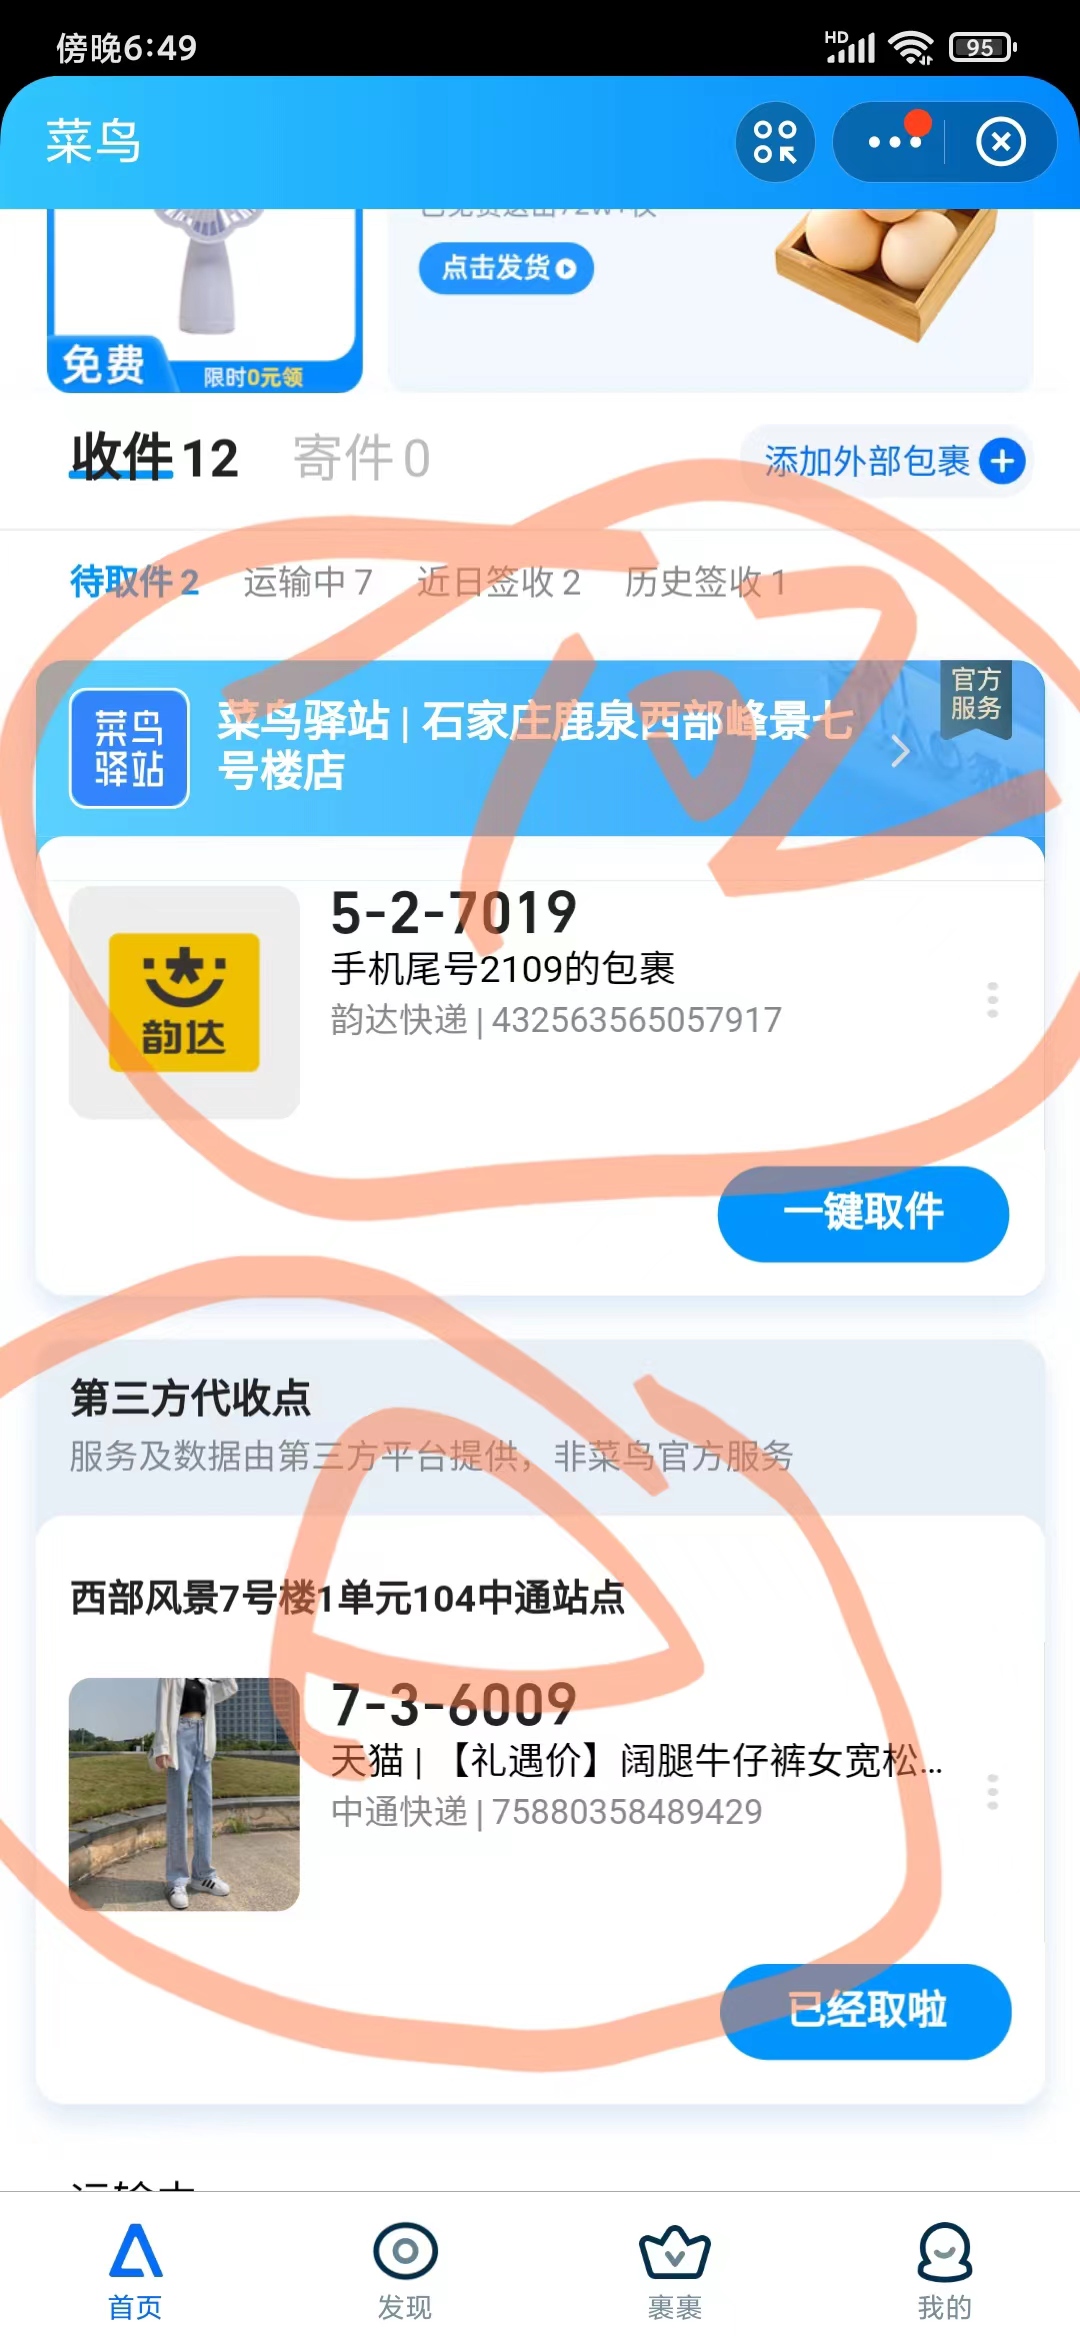 傍晚6:49
HD
95
菜鸟
点击发货
免费
限时0元领
收件 12
寄件 0
添加外部包裹
待取件 2
运输中 7
近日签收 2
历史签收 1
102
官方
服务
菜鸟
驿站
菜鸟驿站 | 石家庄鹿泉西部峰景七
号楼店
5-2-7019
手机尾号2109的包裹
韵达
韵达快递 | 432563565057917
一键取件
第三方代收点
服务及数据由第三方平台提供，非菜鸟官方服务
西部风景7号楼1单元104中通站点
7-3-6009
天猫 | 【礼遇价】阔腿牛仔裤女宽松...
中通快递 | 75880358489429
已经取啦
首页
发现
裹裹
我的